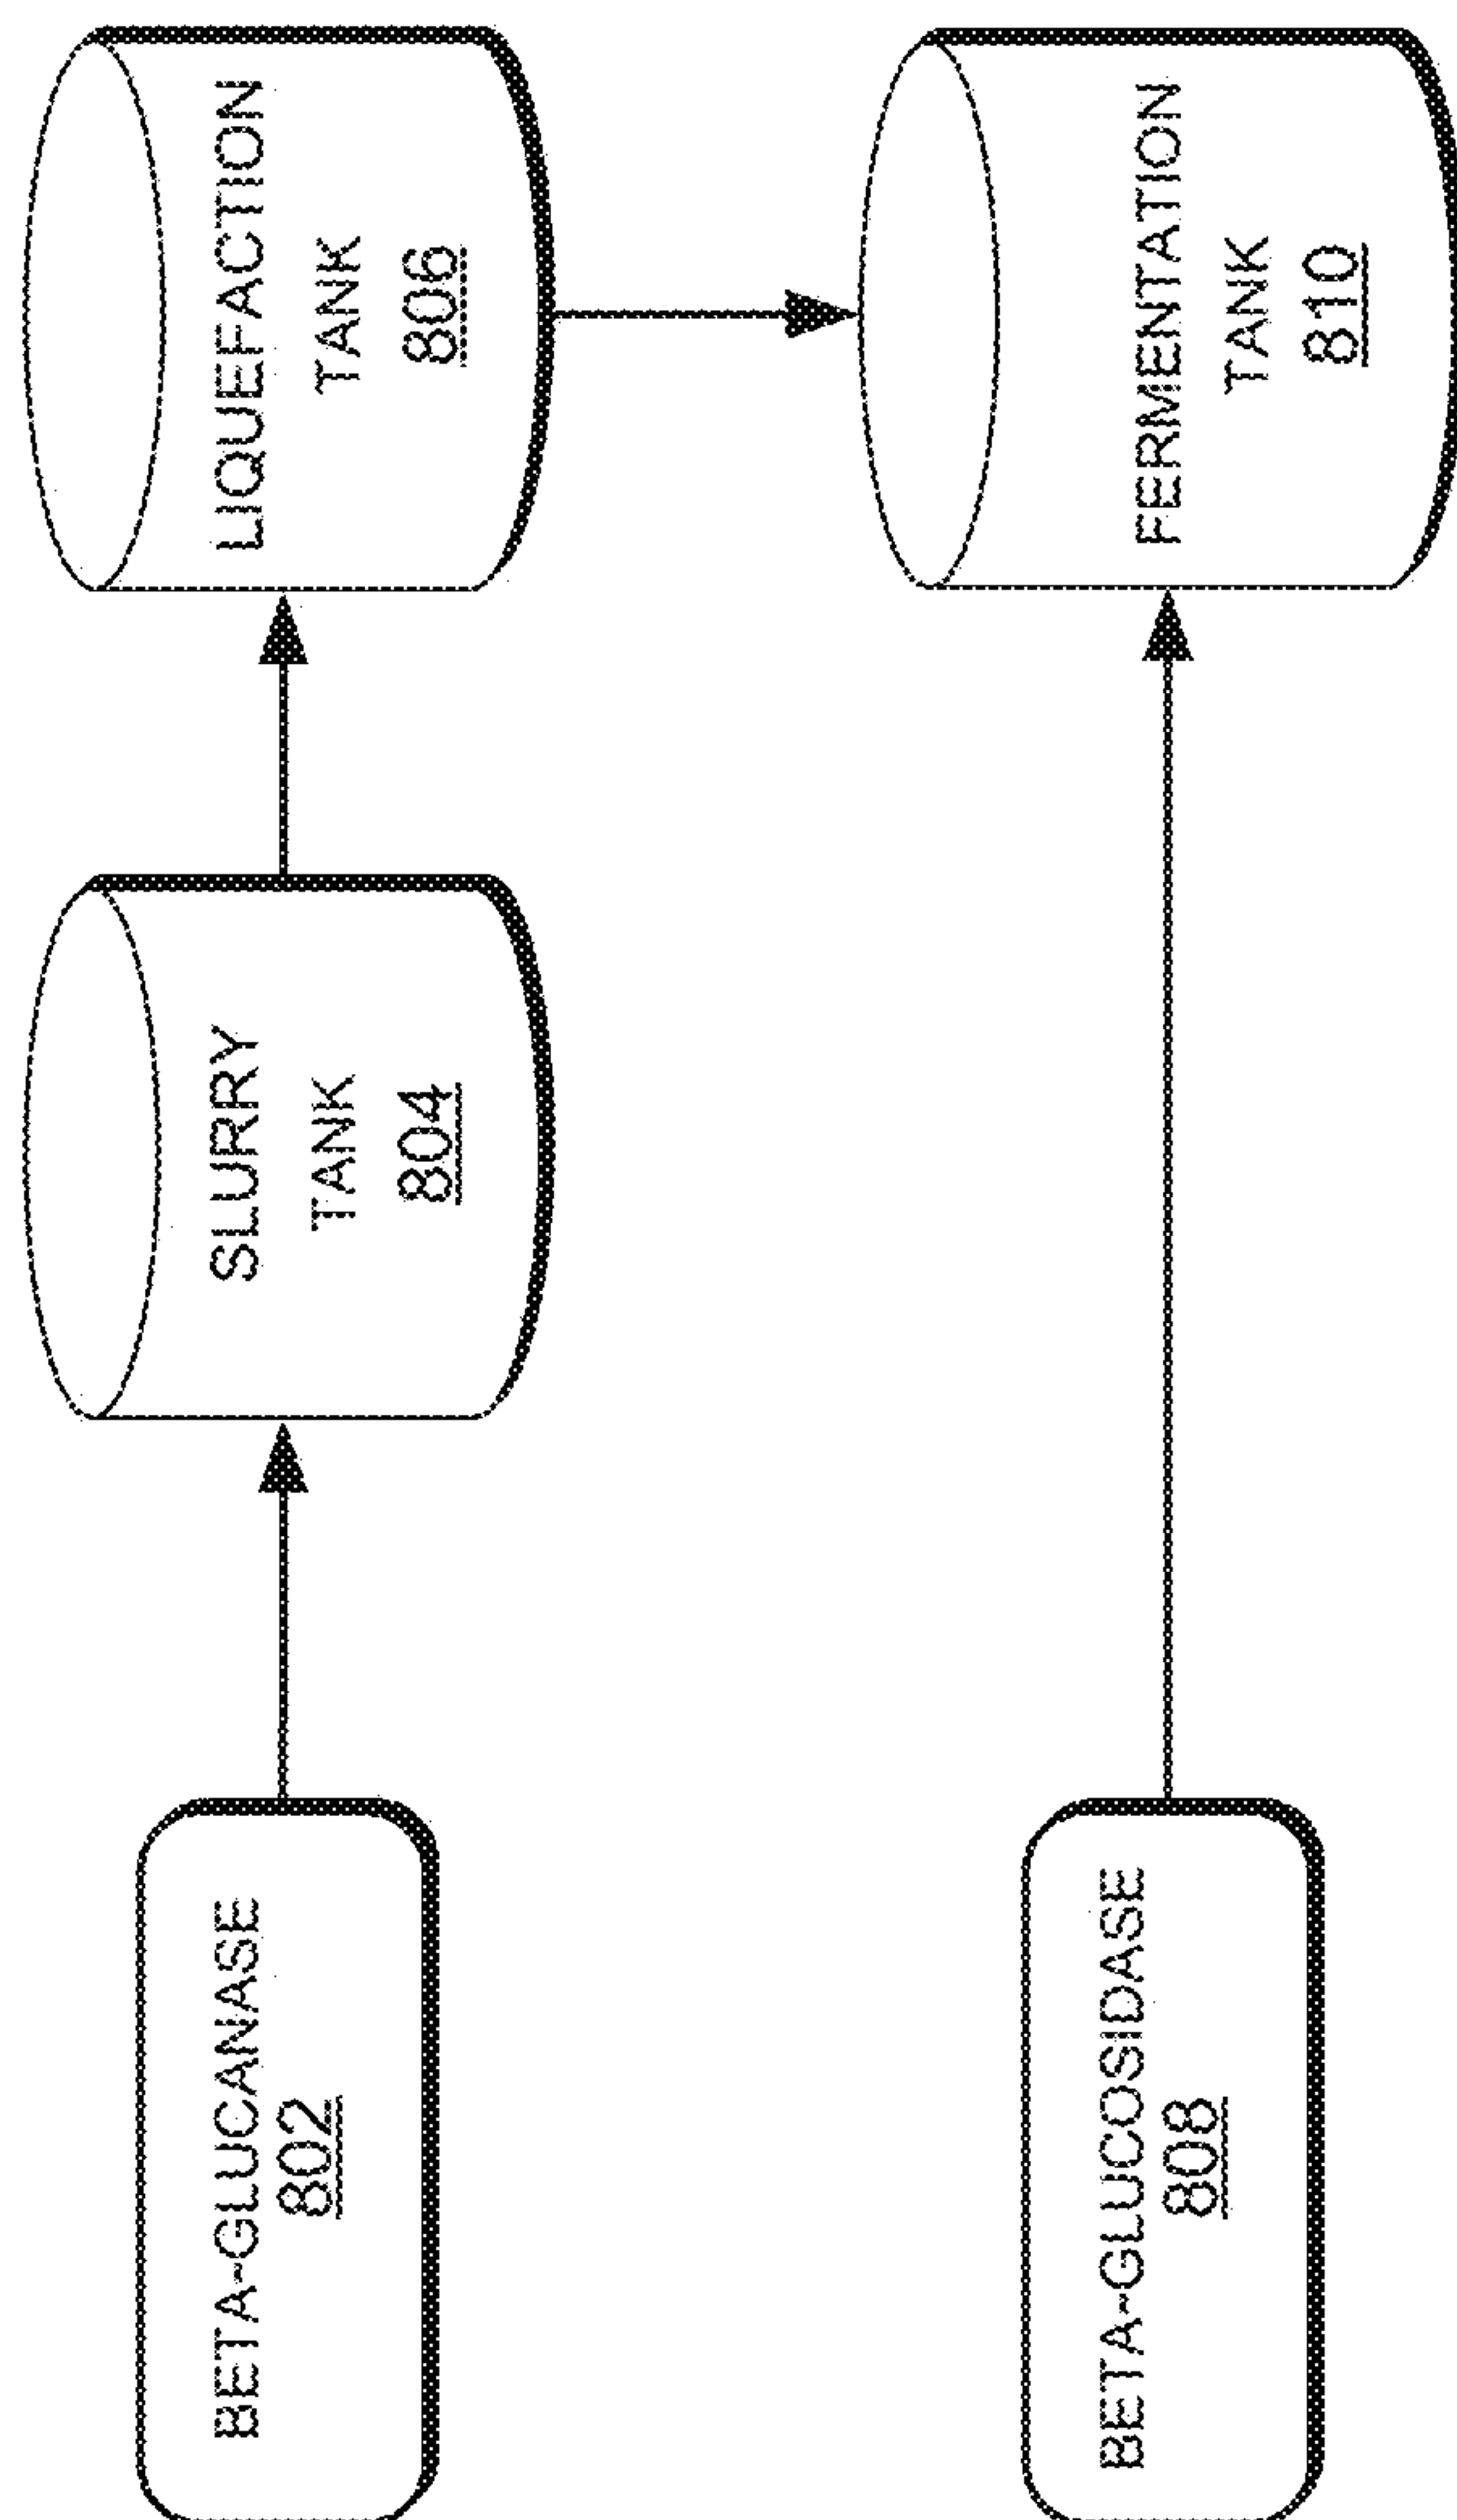 BETA-GLUCANASE
802
SLURRY
TANK
804
LIQUEFACTION
TANK
806
BETA-GLUCOSIDASE
808
FERMENTATION
TANK
810